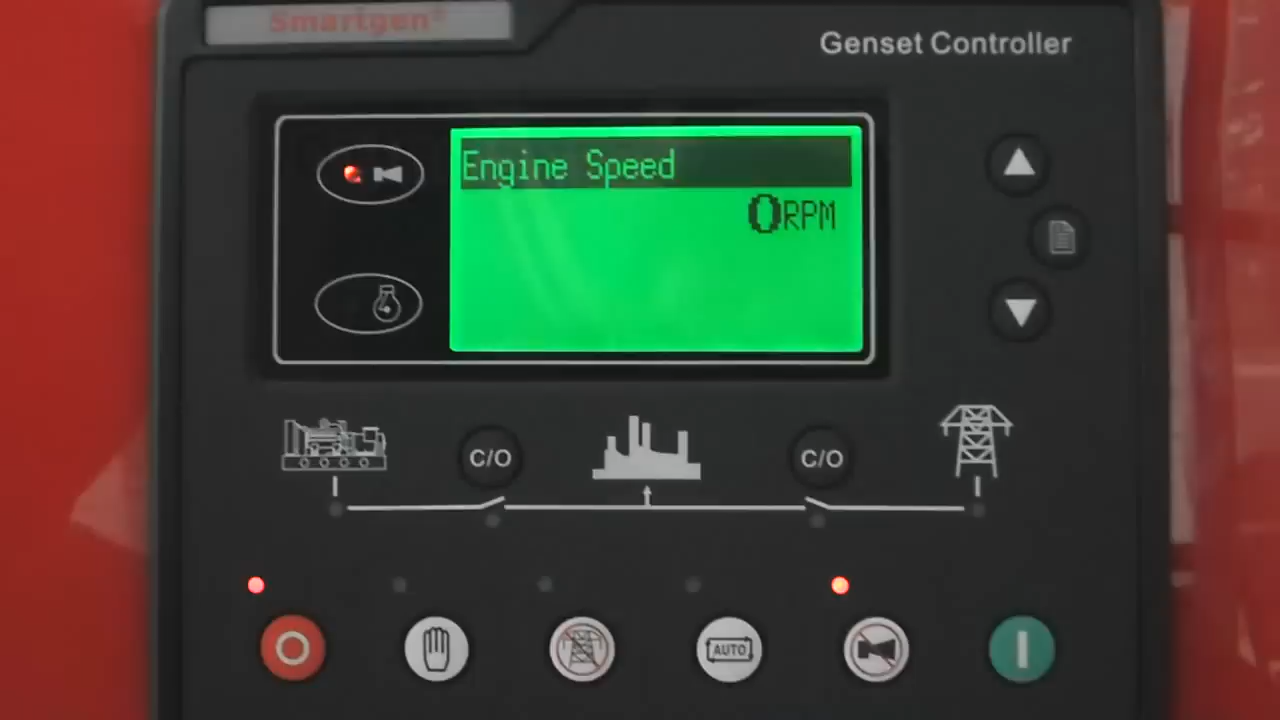 Smartgen®
Genset Controller
Engine Speed
0RPM
C/O
C/O
AUTO